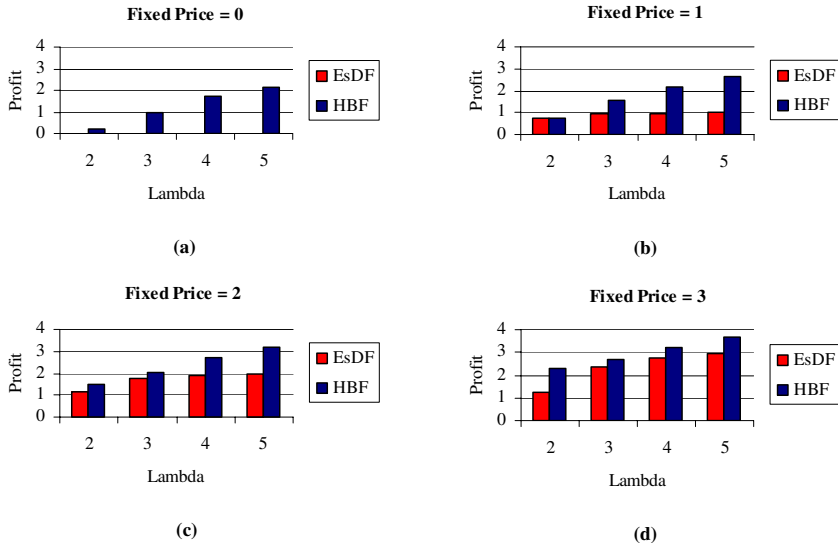 Fixed Price = 0
4
3
2
1
0
Profit
2 3 4 5
Lambda
EsDF
HBF
(a)
Fixed Price = 1
4
3
2
1
0
Profit
2 3 4 5
Lambda
EsDF
HBF
(b)
Fixed Price = 2
4
3
2
1
0
Profit
2 3 4 5
Lambda
EsDF
HBF
(c)
Fixed Price = 3
4
3
2
1
0
Profit
2 3 4 5
Lambda
EsDF
HBF
(d)